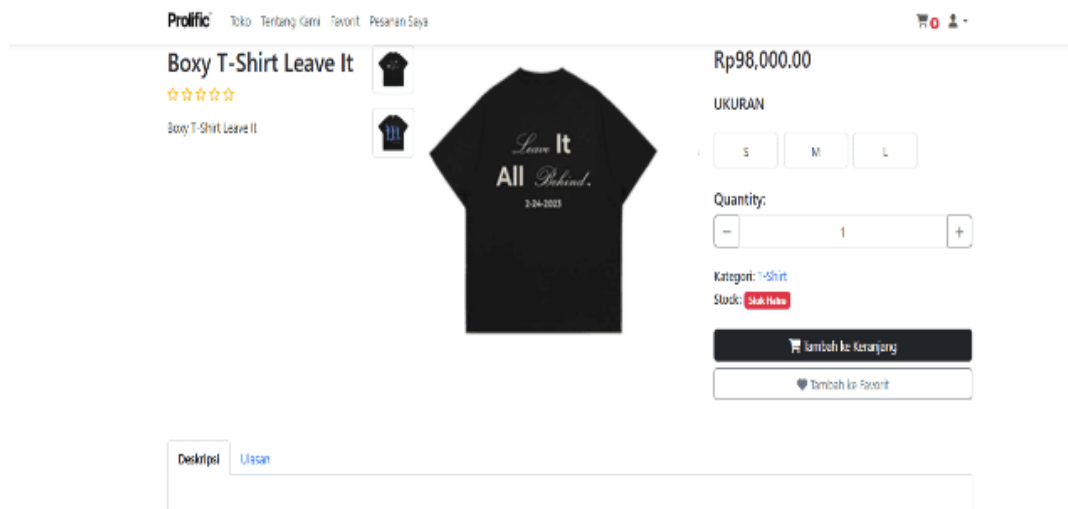 Prolific Toko Tentang Kami Favorit Pesanan Saya 0
Boxy T-Shirt Leave It
Boxy T-Shirt Leave It
Leave It
All Behind.
2-24-2023
Rp98,000.00
UKURAN
S M L
Quantity:
− 1 +
Kategori: T-Shirt
Stock:
Tambah ke Keranjang
Tambah ke Favorit
Deskripsi Ulasan